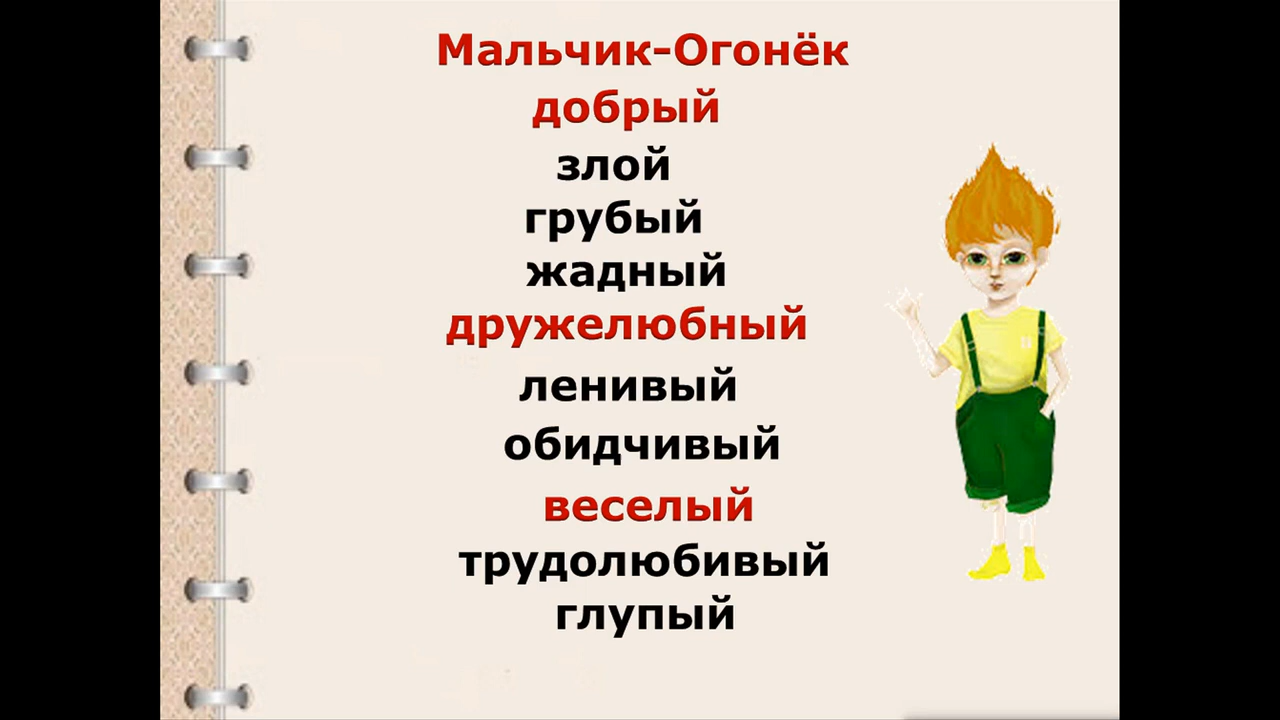 Мальчик-Огонёк
добрый
злой
грубый
жадный
дружелюбный
ленивый
обидчивый
веселый
трудолюбивый
глупый